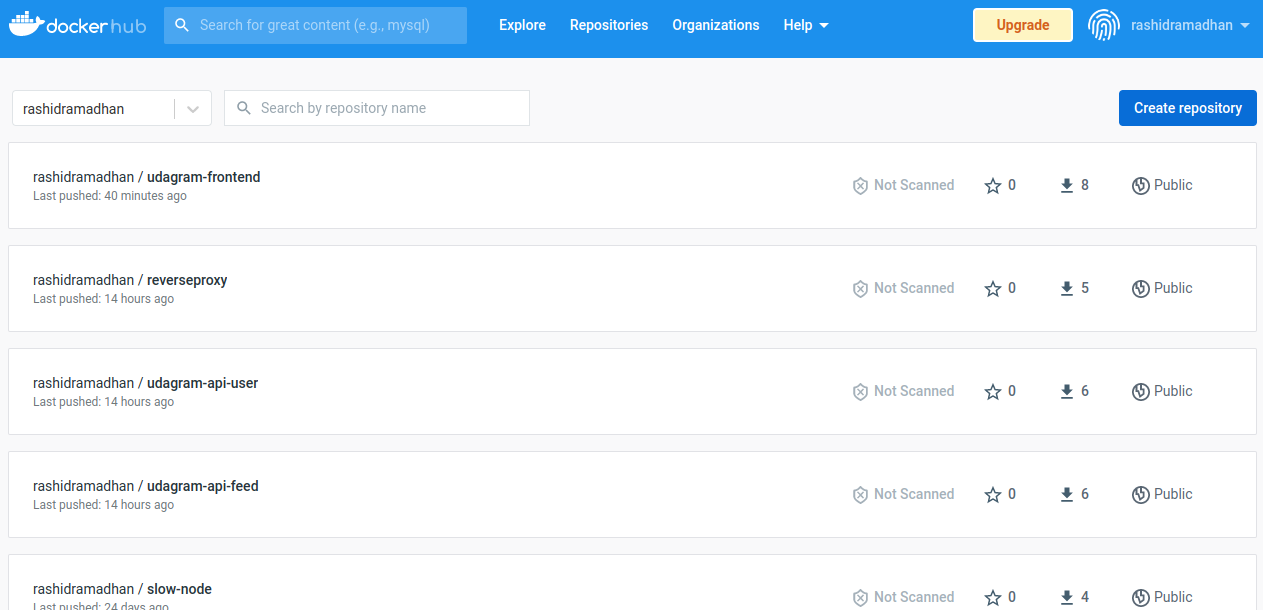 dockerhub
Search for great content (e.g., mysql)
Explore
Repositories
Organizations
Help
Upgrade
rashidramadhan
rashidramadhan
Search by repository name
Create repository
rashidramadhan / udagram-frontend
Last pushed: 40 minutes ago
Not Scanned
0
8
Public
rashidramadhan / reverseproxy
Last pushed: 14 hours ago
Not Scanned
0
5
Public
rashidramadhan / udagram-api-user
Last pushed: 14 hours ago
Not Scanned
0
6
Public
rashidramadhan / udagram-api-feed
Last pushed: 14 hours ago
Not Scanned
0
6
Public
rashidramadhan / slow-node
Last pushed: 24 days ago
Not Scanned
0
4
Public